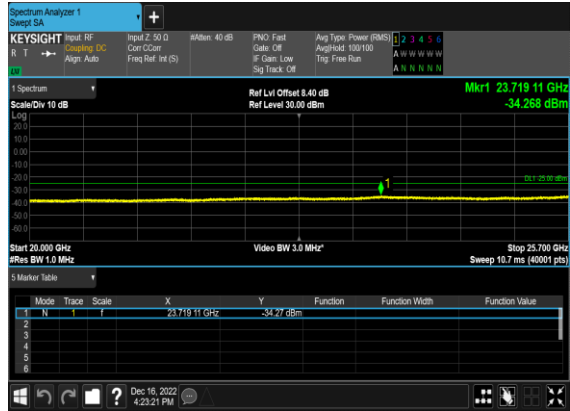 Spectrum Analyzer 1
Swept SA
KEYSIGHT Input: RF Input Z: 50 Ω #Atten: 40 dB PNO: Fast Avg Type: Power (RMS) 1 2 3 4 5 6
R T Coupling: DC Corr CCorr Gate: Off Avg|Hold: 100/100 A W W W W W
Align: Auto Freq Ref: Int (S) IF Gain: Low Trig: Free Run
Sig Track: Off A N N N N N
LXI
1 Spectrum Ref Lvl Offset 8.40 dB Mkr1 23.719 11 GHz
Scale/Div 10 dB Ref Level 30.00 dBm -34.268 dBm
Log
20.0
10.0
0.00
-10.0
-20.0
1 DL1 -25.00 dBm
-30.0
-40.0
-50.0
-60.0
Start 20.000 GHz Video BW 3.0 MHz* Stop 25.700 GHz
#Res BW 1.0 MHz Sweep 10.7 ms (40001 pts)
5 Marker Table
Mode Trace Scale X Y Function Function Width Function Value
1 N 1 f 23.719 11 GHz -34.27 dBm
2
3
4
5
6
? Dec 16, 2022
4:23:21 PM